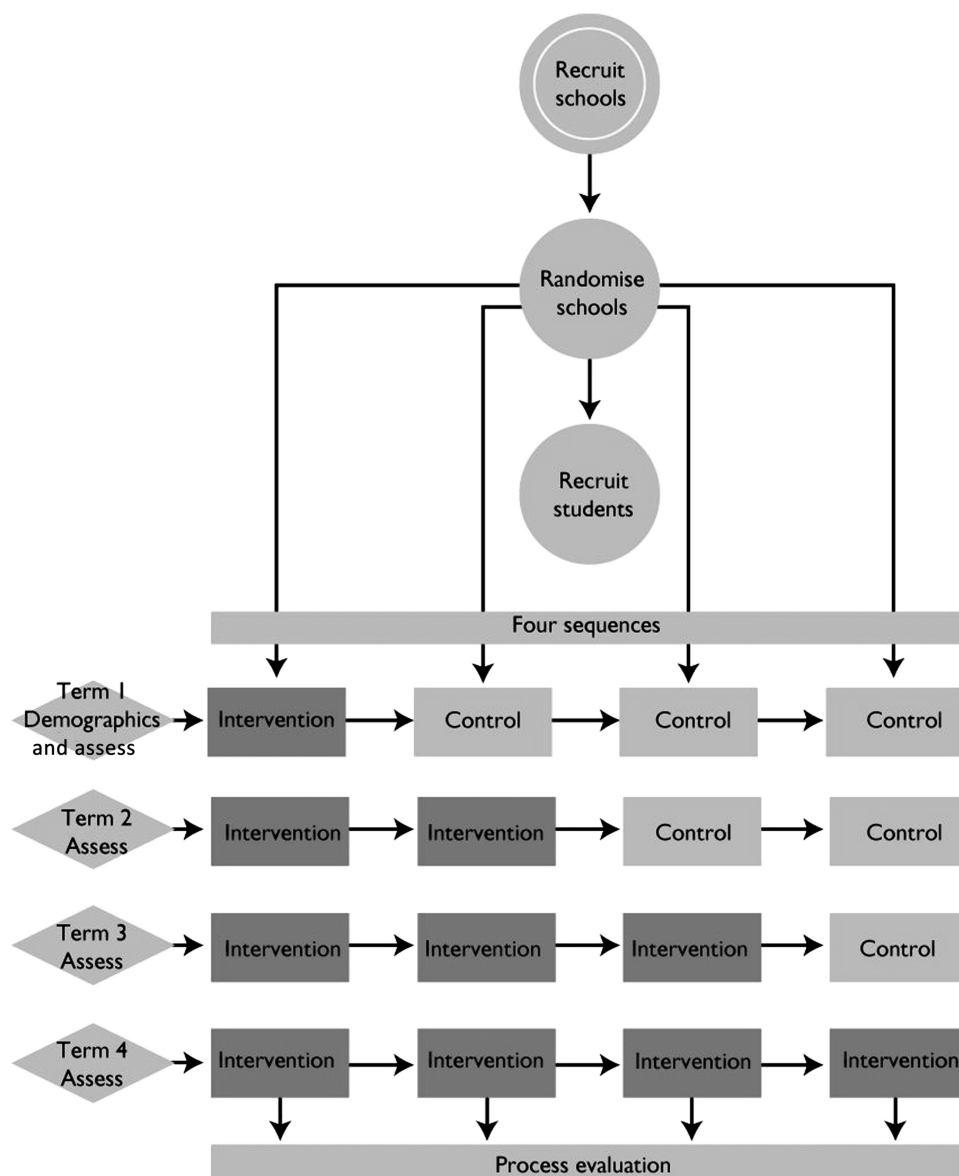 Recruit
schools
Randomise
schools
Recruit
students
Four sequences
Term 1
Demographics
and assess
Intervention
Control
Control
Control
Term 2
Assess
Intervention
Intervention
Control
Control
Term 3
Assess
Intervention
Intervention
Intervention
Control
Term 4
Assess
Intervention
Intervention
Intervention
Intervention
Process evaluation